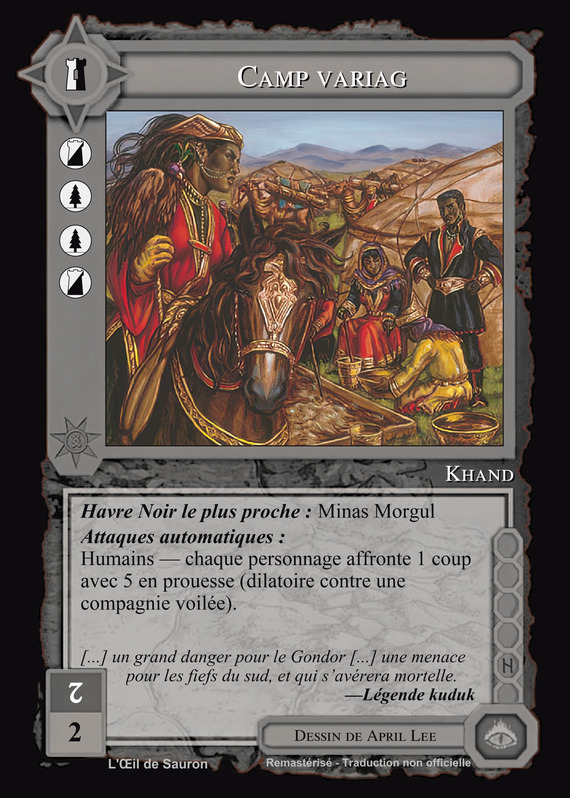 Camp variag
Khand
Havre Noir le plus proche : Minas Morgul
Attaques automatiques :
Humains — chaque personnage affronte 1 coup
avec 5 en prouesse (dilatoire contre une
compagnie voilée).
[...] un grand danger pour le Gondor [...] une menace
pour les fiefs du sud, et qui s’avérera mortelle.
—Légende kuduk
2
2
Dessin de April Lee
L'Œil de Sauron
Remastérisé - Traduction non officielle